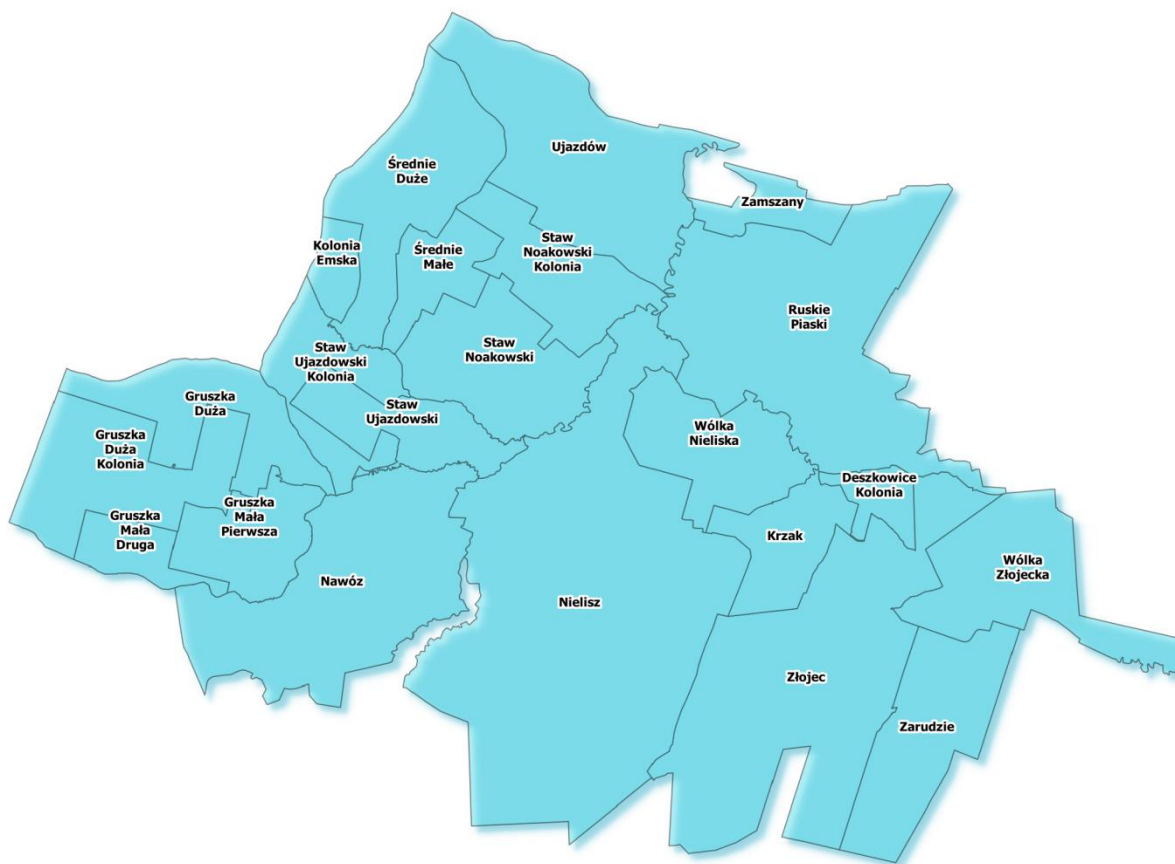 Ujazdów
Średnie
Duże
Zamszany
Kolonia
Emska
Średnie
Małe
Staw
Noakowski
Kolonia
Ruskie
Piaski
Staw
Ujazdowski
Kolonia
Staw
Noakowski
Gruszka
Duża
Staw
Ujazdowski
Wólka
Nieliska
Gruszka
Duża
Kolonia
Deszkowice
Kolonia
Gruszka
Mała
Pierwsza
Gruszka
Mała
Druga
Krzak
Wólka
Złojecka
Nawóz
Nielisz
Złojec
Zarudzie